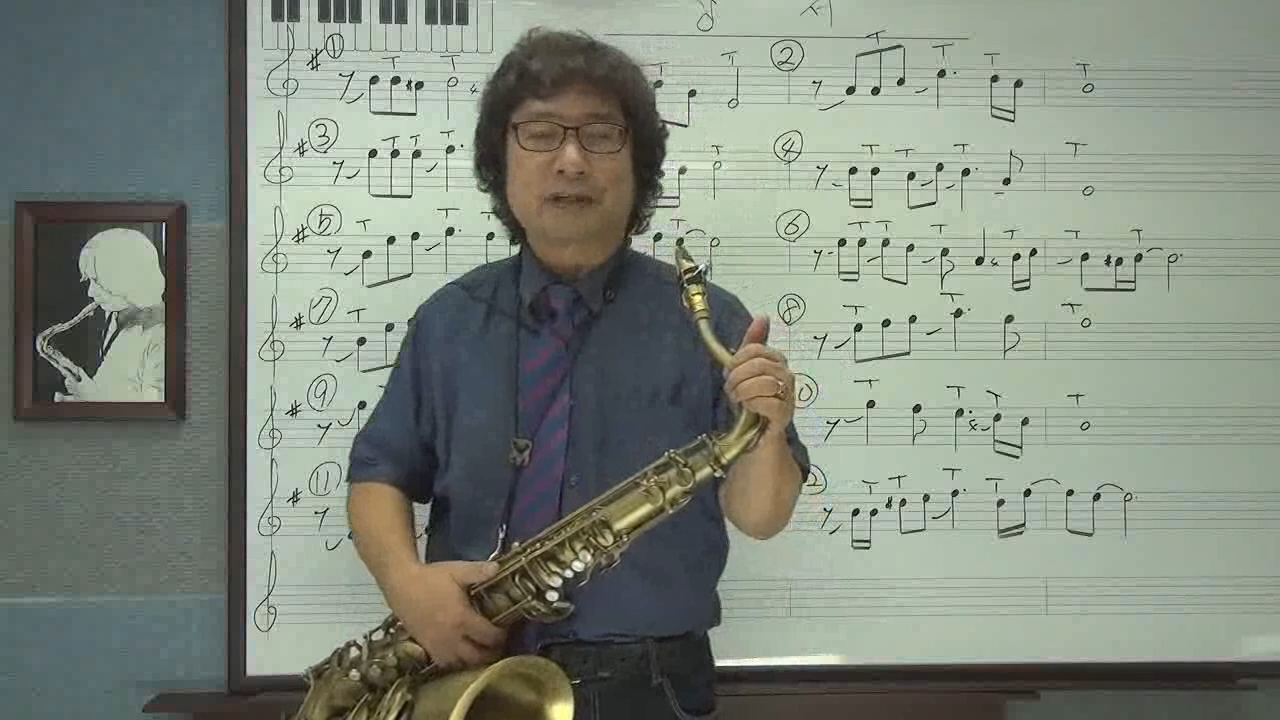 ① T T T T ② T T T T
③ T T T T ④ T T T T
⑤ T T T T ⑥ T T T T T T
⑦ T ⑧ T T T
⑨ T T T T
⑪ T T T T